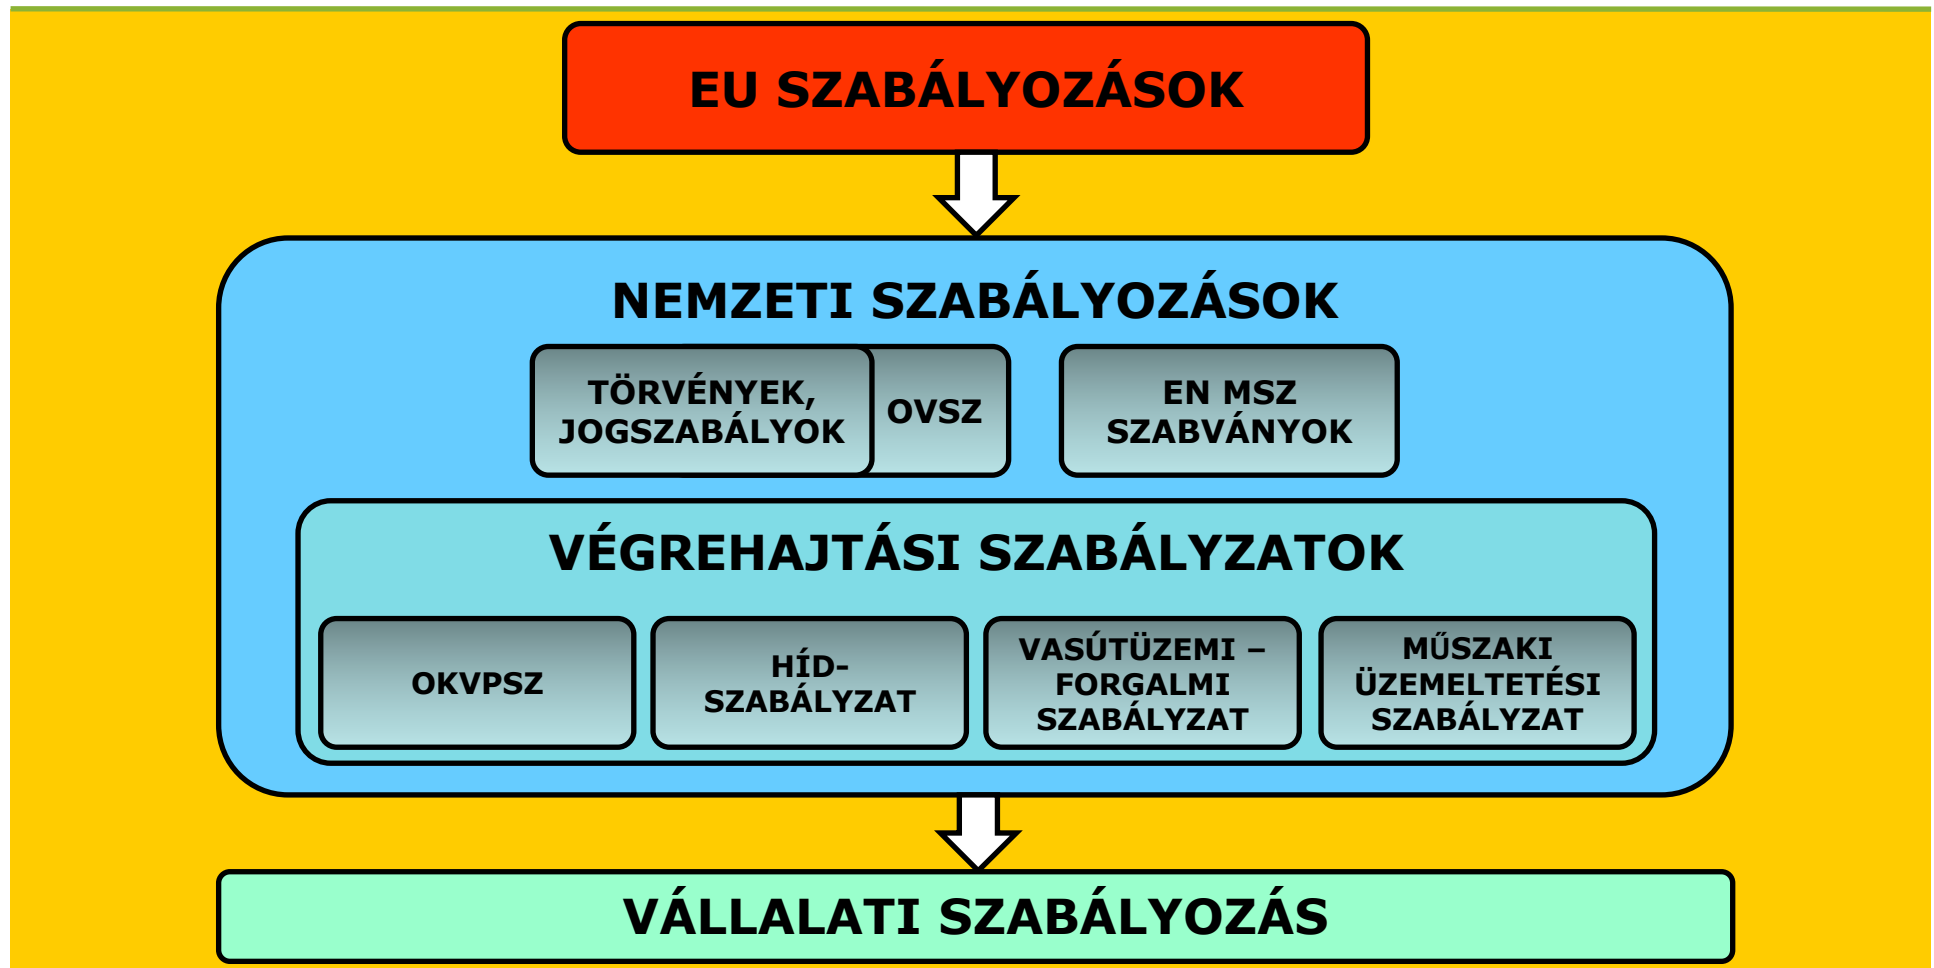 EU SZABÁLYOZÁSOK
NEMZETI SZABÁLYOZÁSOK
TÖRVÉNYEK,
JOGSZABÁLYOK
OVSZ
EN MSZ
SZABVÁNYOK
VÉGREHAJTÁSI SZABÁLYZATOK
OKVPSZ
HÍD-
SZABÁLYZAT
VASÚTÜZEMI –
FORGALMI
SZABÁLYZAT
MŰSZAKI
ÜZEMELTETÉSI
SZABÁLYZAT
VÁLLALATI SZABÁLYOZÁS